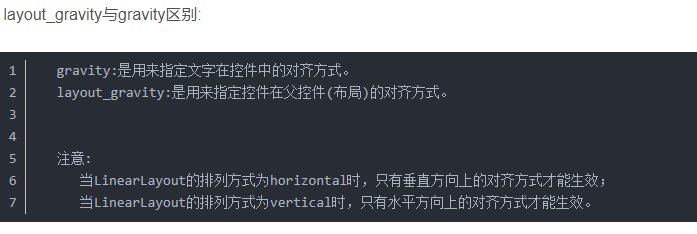 layout_gravity与gravity区别:
1 gravity:是用来指定文字在控件中的对齐方式。
2 layout_gravity:是用来指定控件在父控件(布局)的对齐方式。
3
4
5 注意:
6 当LinearLayout的排列方式为horizontal时，只有垂直方向上的对齐方式才能生效；
7 当LinearLayout的排列方式为vertical时，只有水平方向上的对齐方式才能生效。